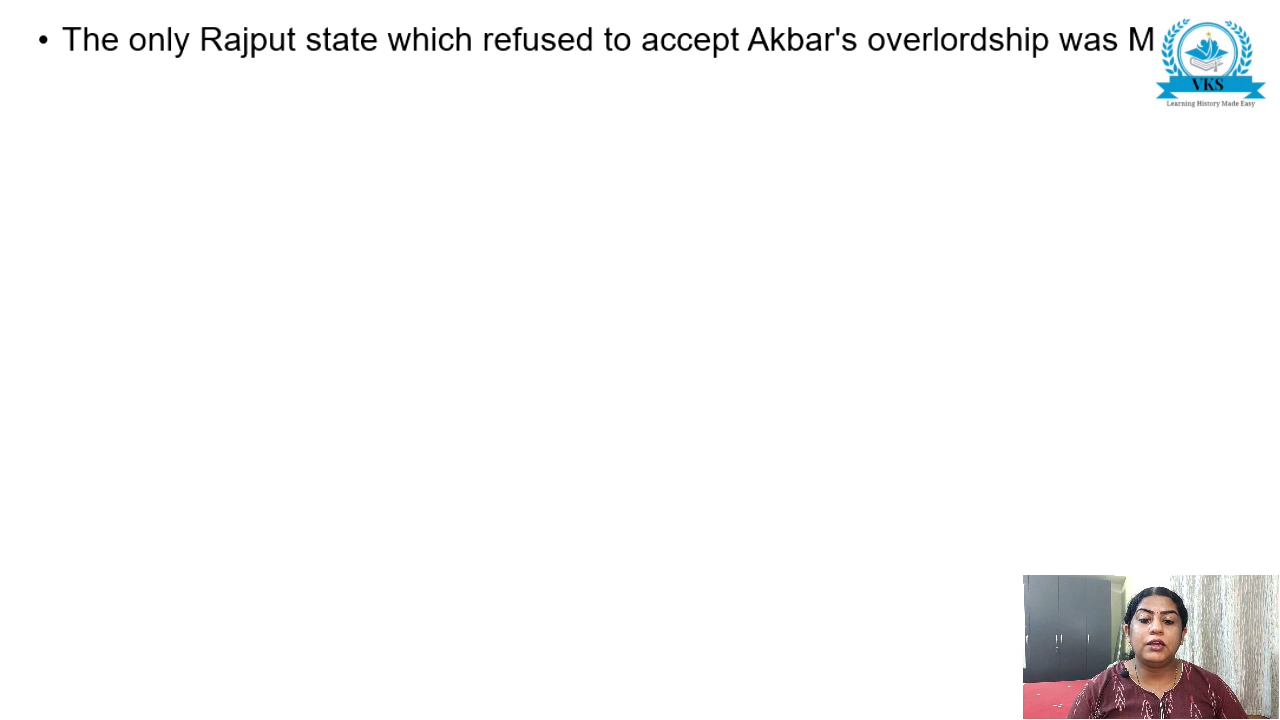 • The only Rajput state which refused to accept Akbar's overlordship was M
VKS
Learning History Made Easy